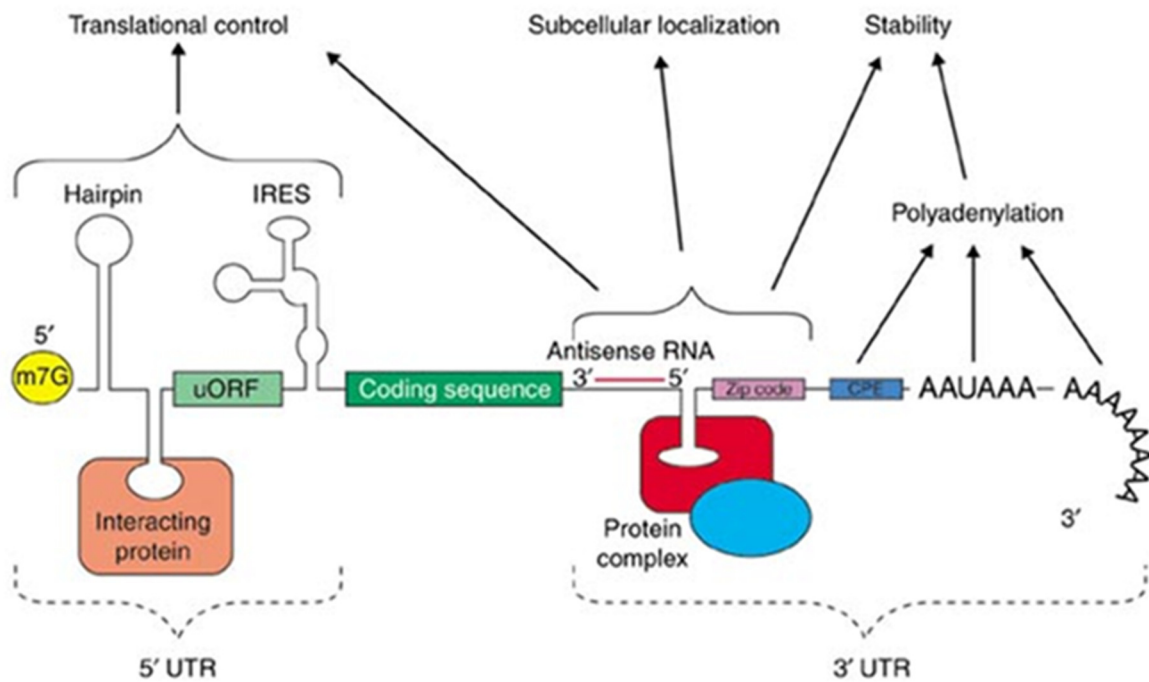 Translational control
Subcellular localization
Stability
Hairpin
IRES
Polyadenylation
5′
m7G
uORF
Coding sequence
Antisense RNA
3′
5′
Zip code
CPE
AAUAAA– AAAAAAAA
Interacting
protein
Protein
complex
3′
5′ UTR
3′ UTR